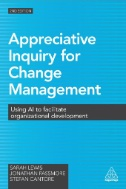 2ND EDITION
Appreciative
Inquiry for
Change
Management
Using AI to facilitate
organizational development
SARAH LEWIS
JONATHAN PASSMORE
STEFAN CANTORE